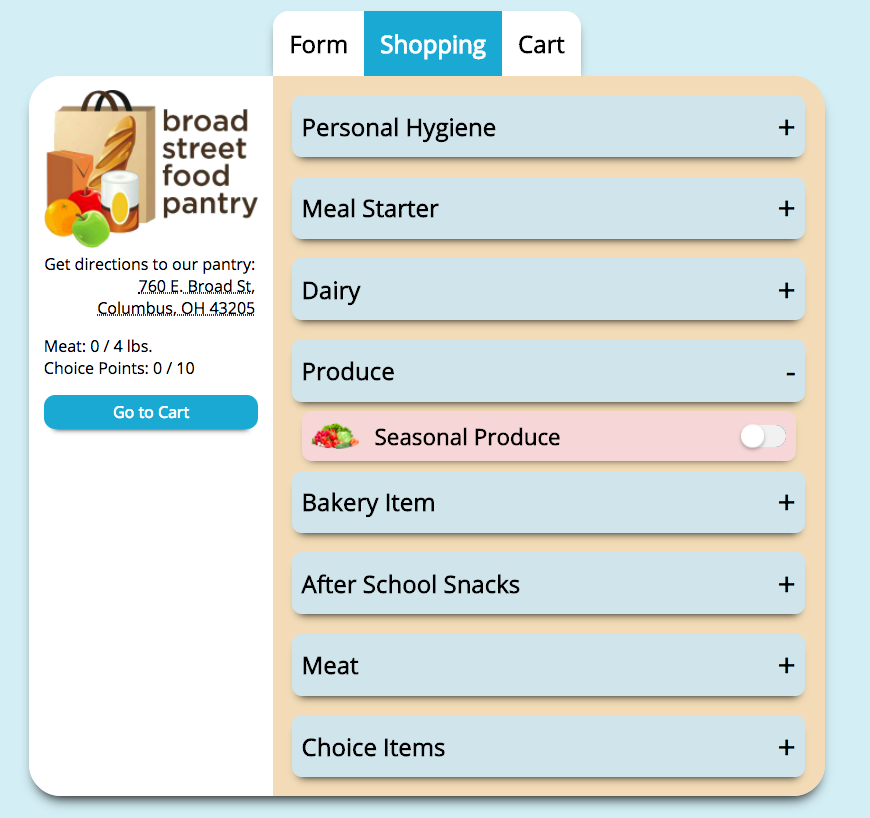 Form
Shopping
Cart
broad
street
food
pantry
Get directions to our pantry:
760 E. Broad St,
Columbus, OH 43205
Meat: 0 / 4 lbs.
Choice Points: 0 / 10
Go to Cart
Personal Hygiene +
Meal Starter +
Dairy +
Produce -
Seasonal Produce
Bakery Item +
After School Snacks +
Meat +
Choice Items +